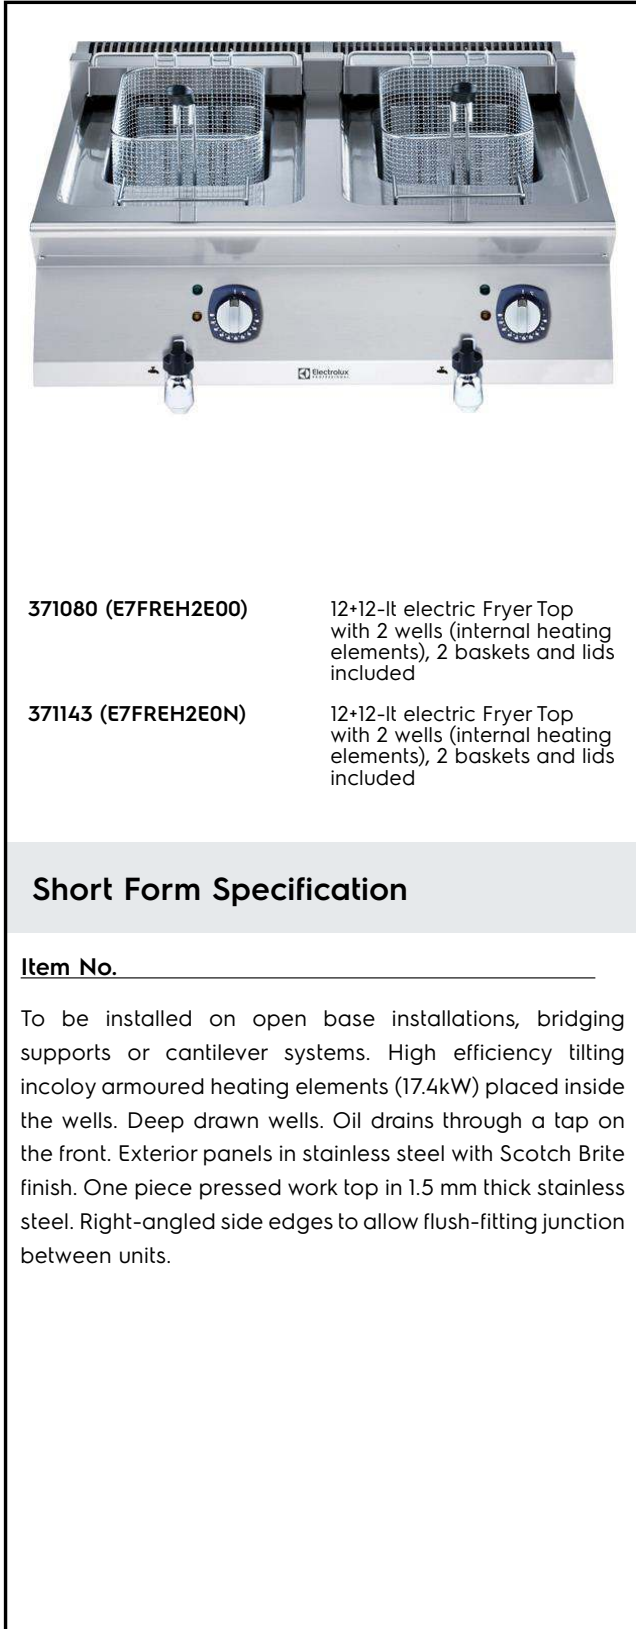 Electrolux
PROFESSIONAL
371080 (E7FREH2E00)
12+12-lt electric Fryer Top
with 2 wells (internal heating
elements), 2 baskets and lids
included
371143 (E7FREH2E0N)
12+12-lt electric Fryer Top
with 2 wells (internal heating
elements), 2 baskets and lids
included
Short Form Specification
Item No.
To be installed on open base installations, bridging
supports or cantilever systems. High efficiency tilting
incoloy armoured heating elements (17.4kW) placed inside
the wells. Deep drawn wells. Oil drains through a tap on
the front. Exterior panels in stainless steel with Scotch Brite
finish. One piece pressed work top in 1.5 mm thick stainless
steel. Right-angled side edges to allow flush-fitting junction
between units.